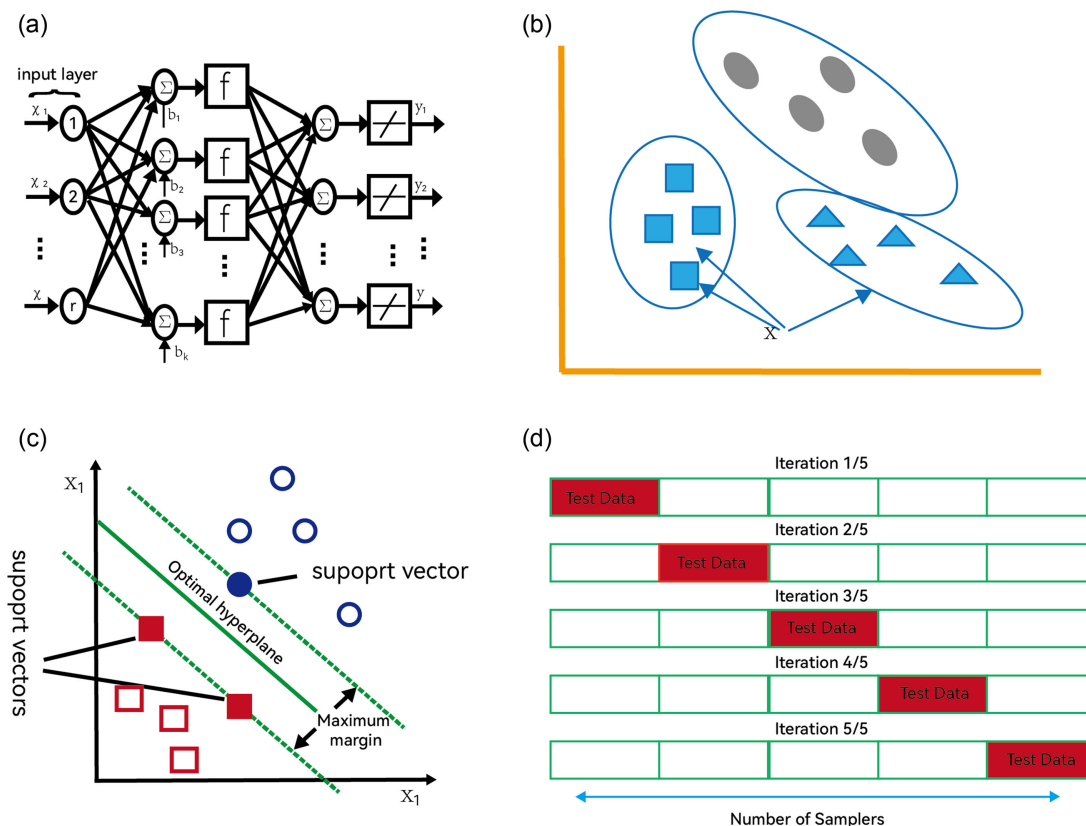 (a)
input layer
χ 1
1
Σ
b1
f
Σ
y1
χ 2
2
Σ
b2
f
Σ
y2
Σ
b3
f
χ
r
Σ
bk
f
Σ
y
(b)
X
(c)
X1
supoprt vectors
supoprt vector
Optimal hyperplane
Maximum
margin
X1
(d)
Iteration 1/5
Test Data
Iteration 2/5
Test Data
Iteration 3/5
Test Data
Iteration 4/5
Test Data
Iteration 5/5
Test Data
Number of Samplers